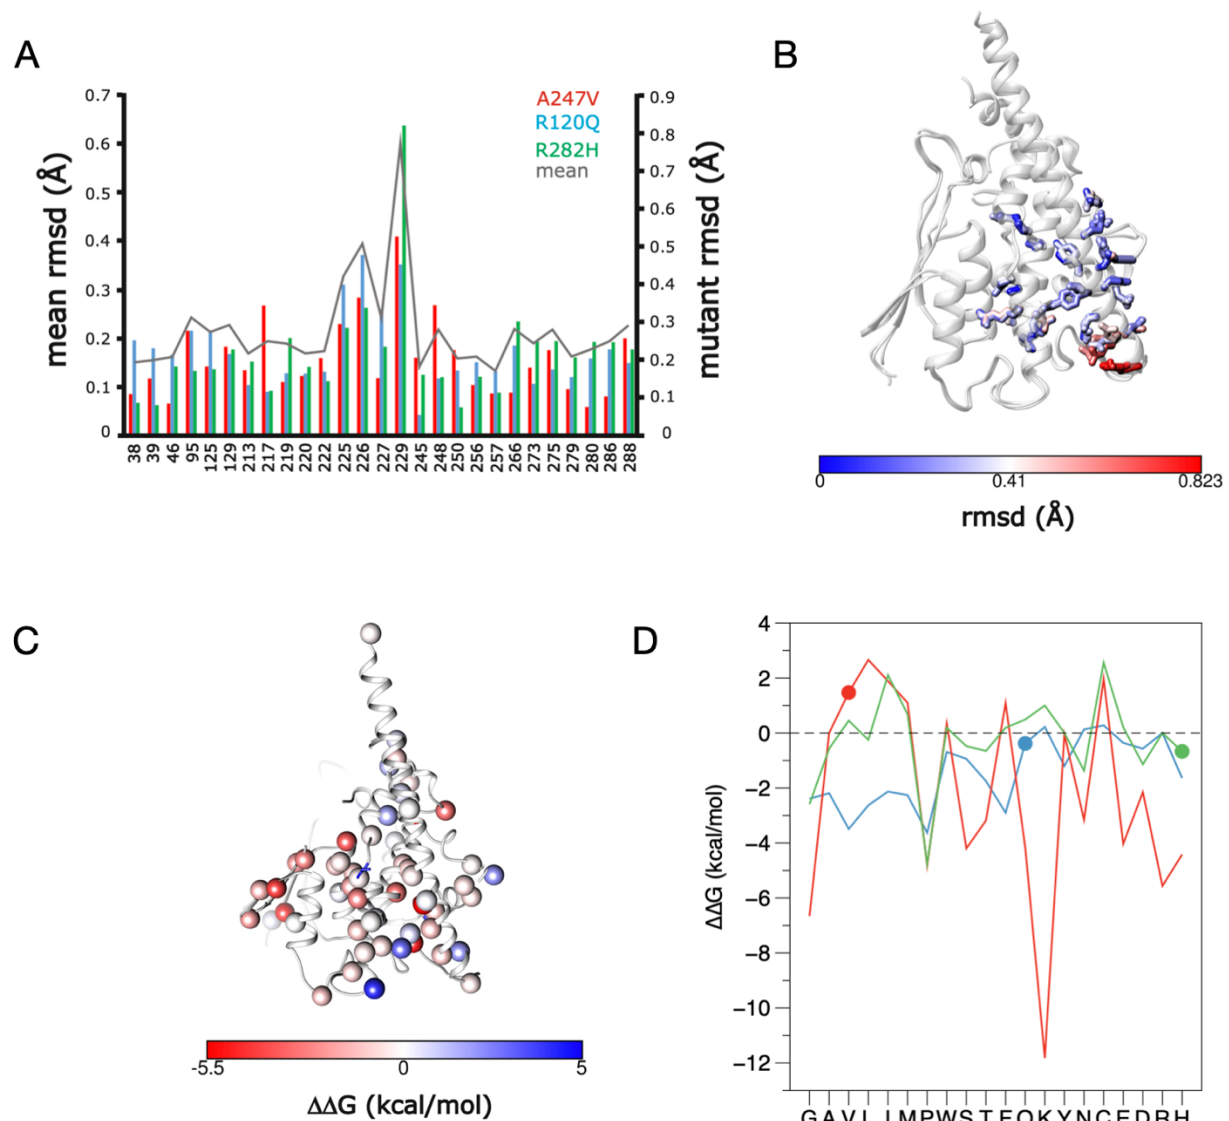 A
0.7
0.6
0.5
0.4
0.3
0.2
0.1
0
mean rmsd (Å)
A247V
R120Q
R282H
mean
0.9
0.8
0.7
0.6
0.5
0.4
0.3
0.2
0.1
0
mutant rmsd (Å)
38 39 46 95 125 129 213 217 219 220 222 225 226 227 229 245 248 250 256 257 266 273 275 279 280 286 288
B
0 0.41 0.823
rmsd (Å)
C
-5.5 0 5
ΔΔG (kcal/mol)
D
4
2
0
−2
−4
−6
−8
−10
−12
ΔΔG (kcal/mol)
G A V L I M P W S T F Q K Y N C E D R H